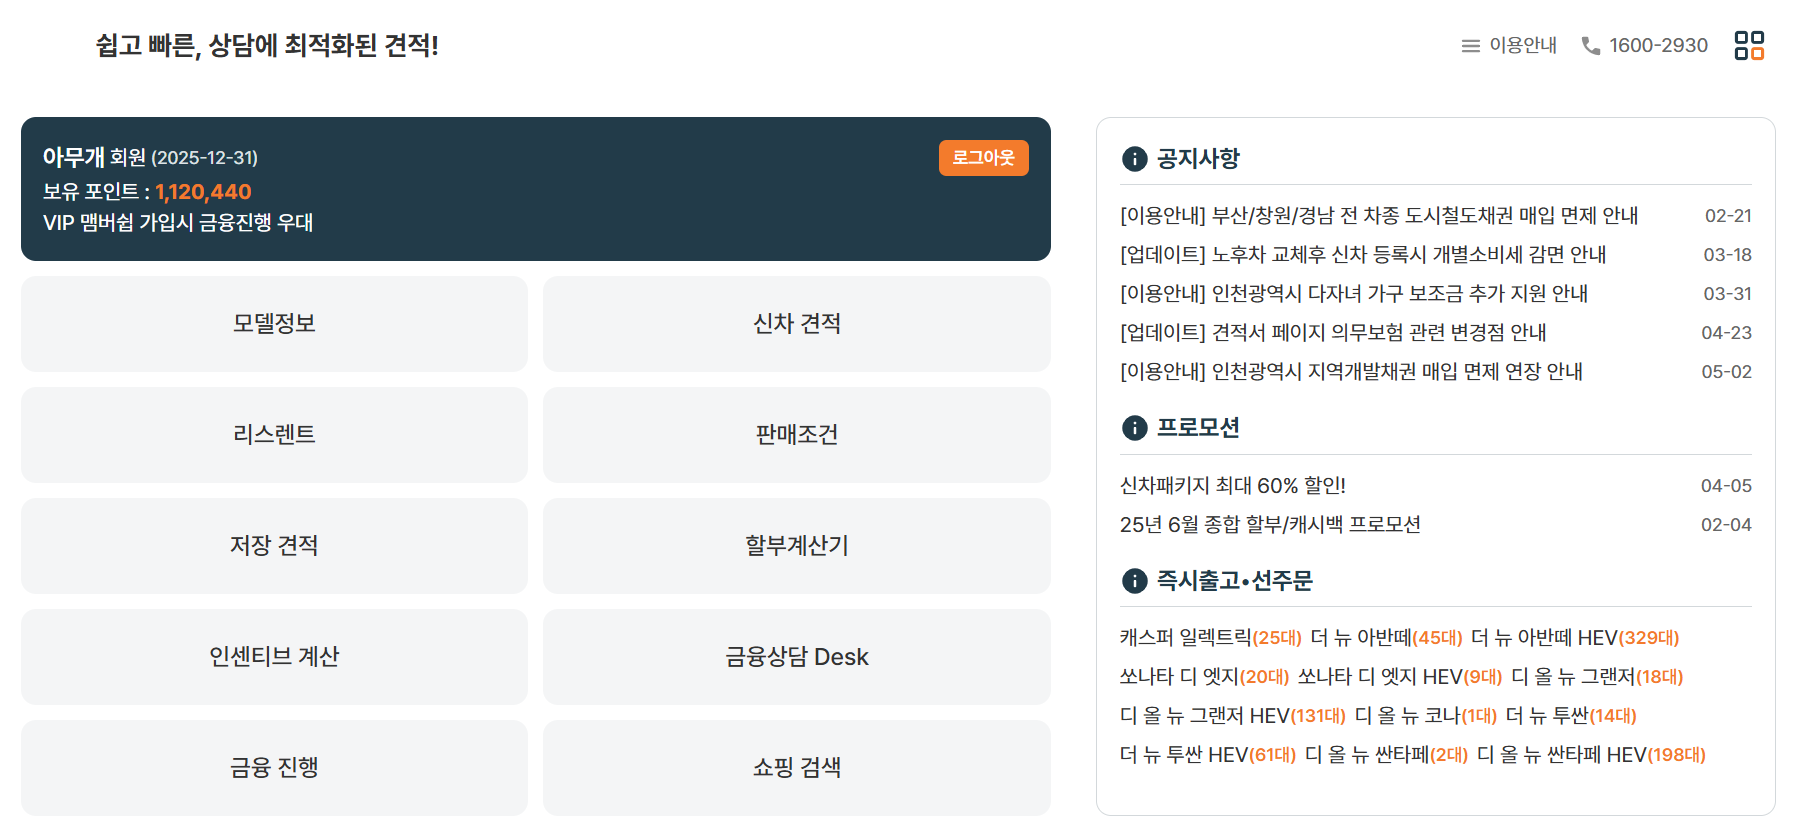 쉽고 빠른, 상담에 최적화된 견적!
이용안내
1600-2930
아무개 회원 (2025-12-31)
로그아웃
보유 포인트 : 1,120,440
VIP 맴버쉽 가입시 금융진행 우대
모델정보
신차 견적
리스렌트
판매조건
저장 견적
할부계산기
인센티브 계산
금융상담 Desk
금융 진행
쇼핑 검색
공지사항
[이용안내] 부산/창원/경남 전 차종 도시철도채권 매입 면제 안내 02-21
[업데이트] 노후차 교체후 신차 등록시 개별소비세 감면 안내 03-18
[이용안내] 인천광역시 다자녀 가구 보조금 추가 지원 안내 03-31
[업데이트] 견적서 페이지 의무보험 관련 변경점 안내 04-23
[이용안내] 인천광역시 지역개발채권 매입 면제 연장 안내 05-02
프로모션
신차패키지 최대 60% 할인! 04-05
25년 6월 종합 할부/캐시백 프로모션 02-04
즉시출고•선주문
캐스퍼 일렉트릭(25대) 더 뉴 아반떼(45대) 더 뉴 아반떼 HEV(329대)
쏘나타 디 엣지(20대) 쏘나타 디 엣지 HEV(9대) 디 올 뉴 그랜저(18대)
디 올 뉴 그랜저 HEV(131대) 디 올 뉴 코나(1대) 더 뉴 투싼(14대)
더 뉴 투싼 HEV(61대) 디 올 뉴 싼타페(2대) 디 올 뉴 싼타페 HEV(198대)